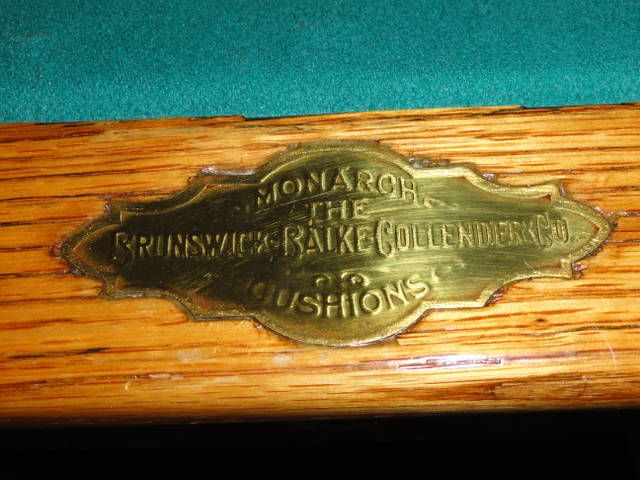 MONARCH
THE
BRUNSWICK-BALKE COLLENDER CO.
CUSHIONS